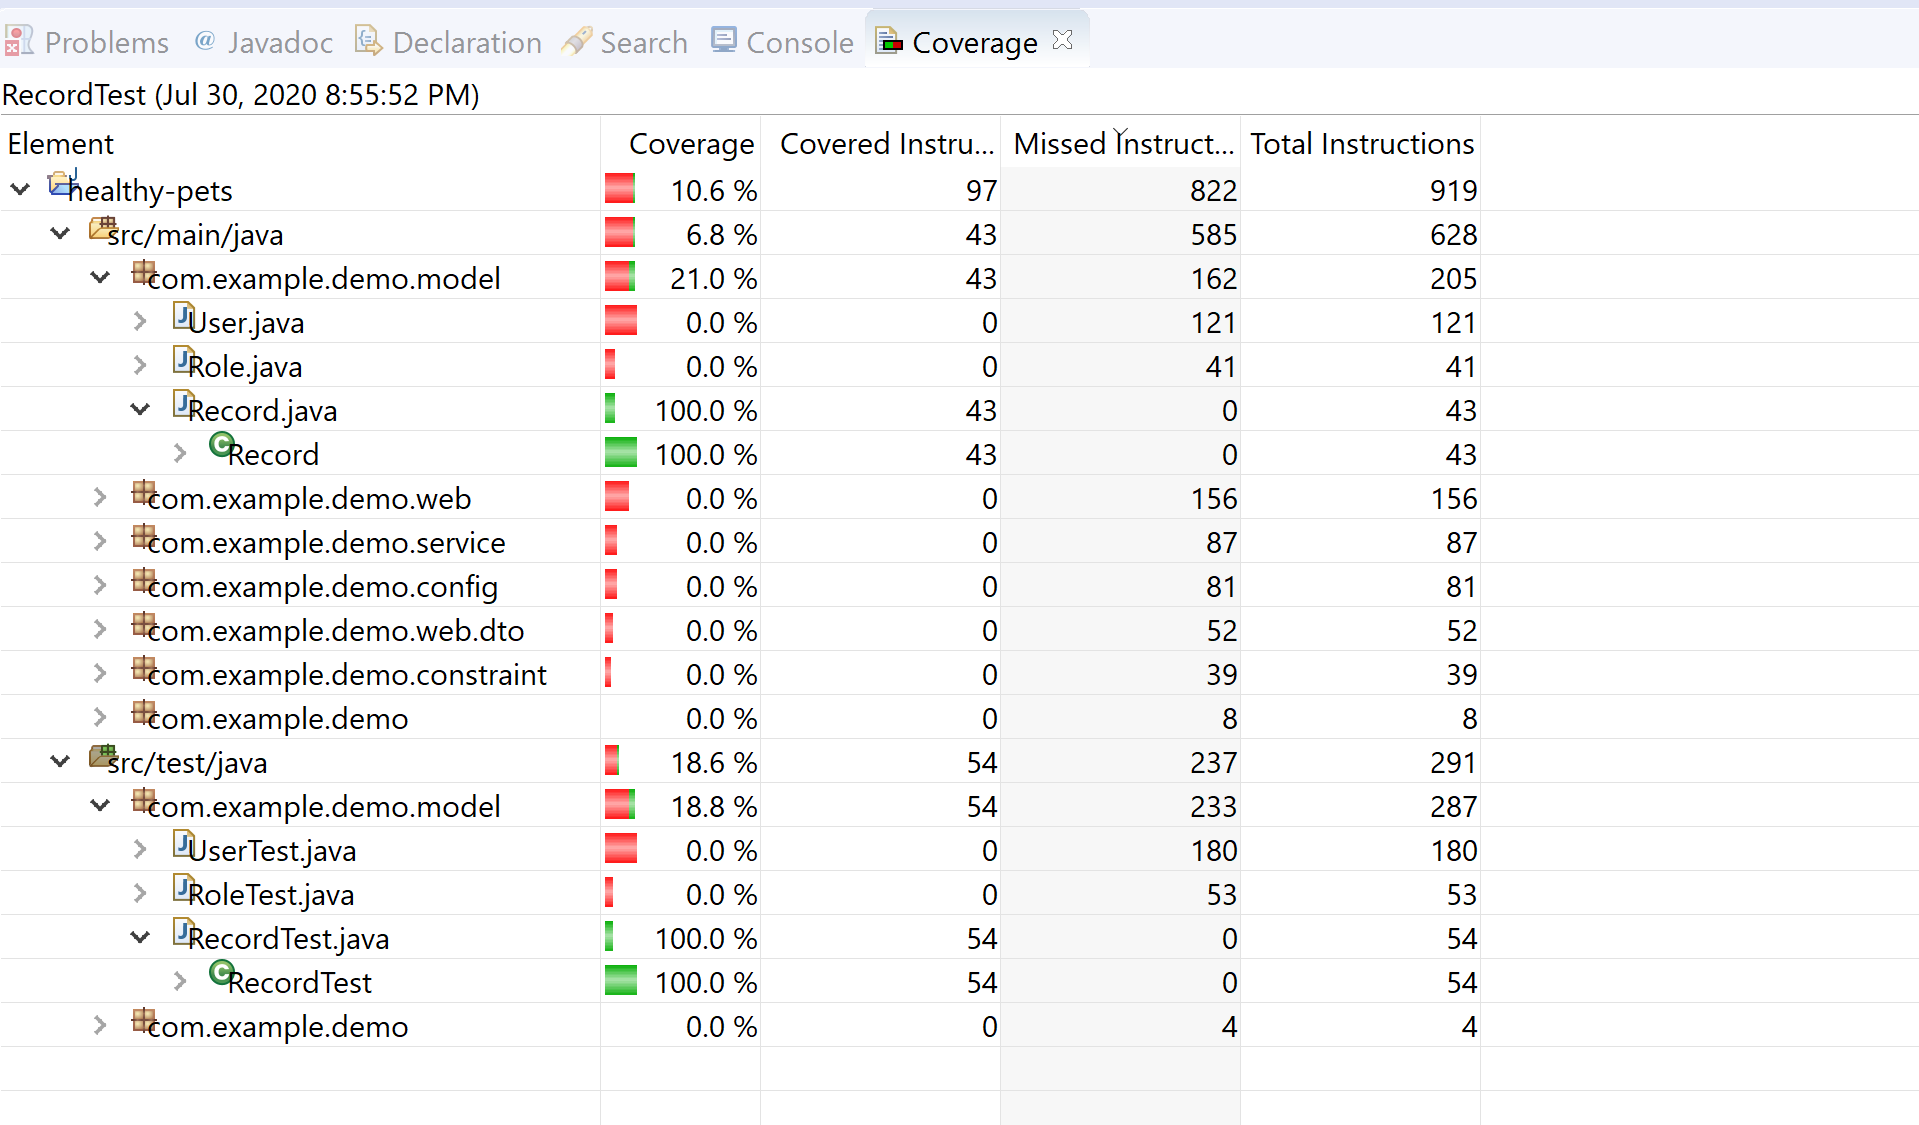 Problems @ Javadoc Declaration Search Console Coverage
RecordTest (Jul 30, 2020 8:55:52 PM)
Element Coverage Covered Instru... Missed Instruct... Total Instructions
healthy-pets 10.6 % 97 822 919
src/main/java 6.8 % 43 585 628
com.example.demo.model 21.0 % 43 162 205
User.java 0.0 % 0 121 121
Role.java 0.0 % 0 41 41
Record.java 100.0 % 43 0 43
Record 100.0 % 43 0 43
com.example.demo.web 0.0 % 0 156 156
com.example.demo.service 0.0 % 0 87 87
com.example.demo.config 0.0 % 0 81 81
com.example.demo.web.dto 0.0 % 0 52 52
com.example.demo.constraint 0.0 % 0 39 39
com.example.demo 0.0 % 0 8 8
src/test/java 18.6 % 54 237 291
com.example.demo.model 18.8 % 54 233 287
UserTest.java 0.0 % 0 180 180
RoleTest.java 0.0 % 0 53 53
RecordTest.java 100.0 % 54 0 54
RecordTest 100.0 % 54 0 54
com.example.demo 0.0 % 0 4 4